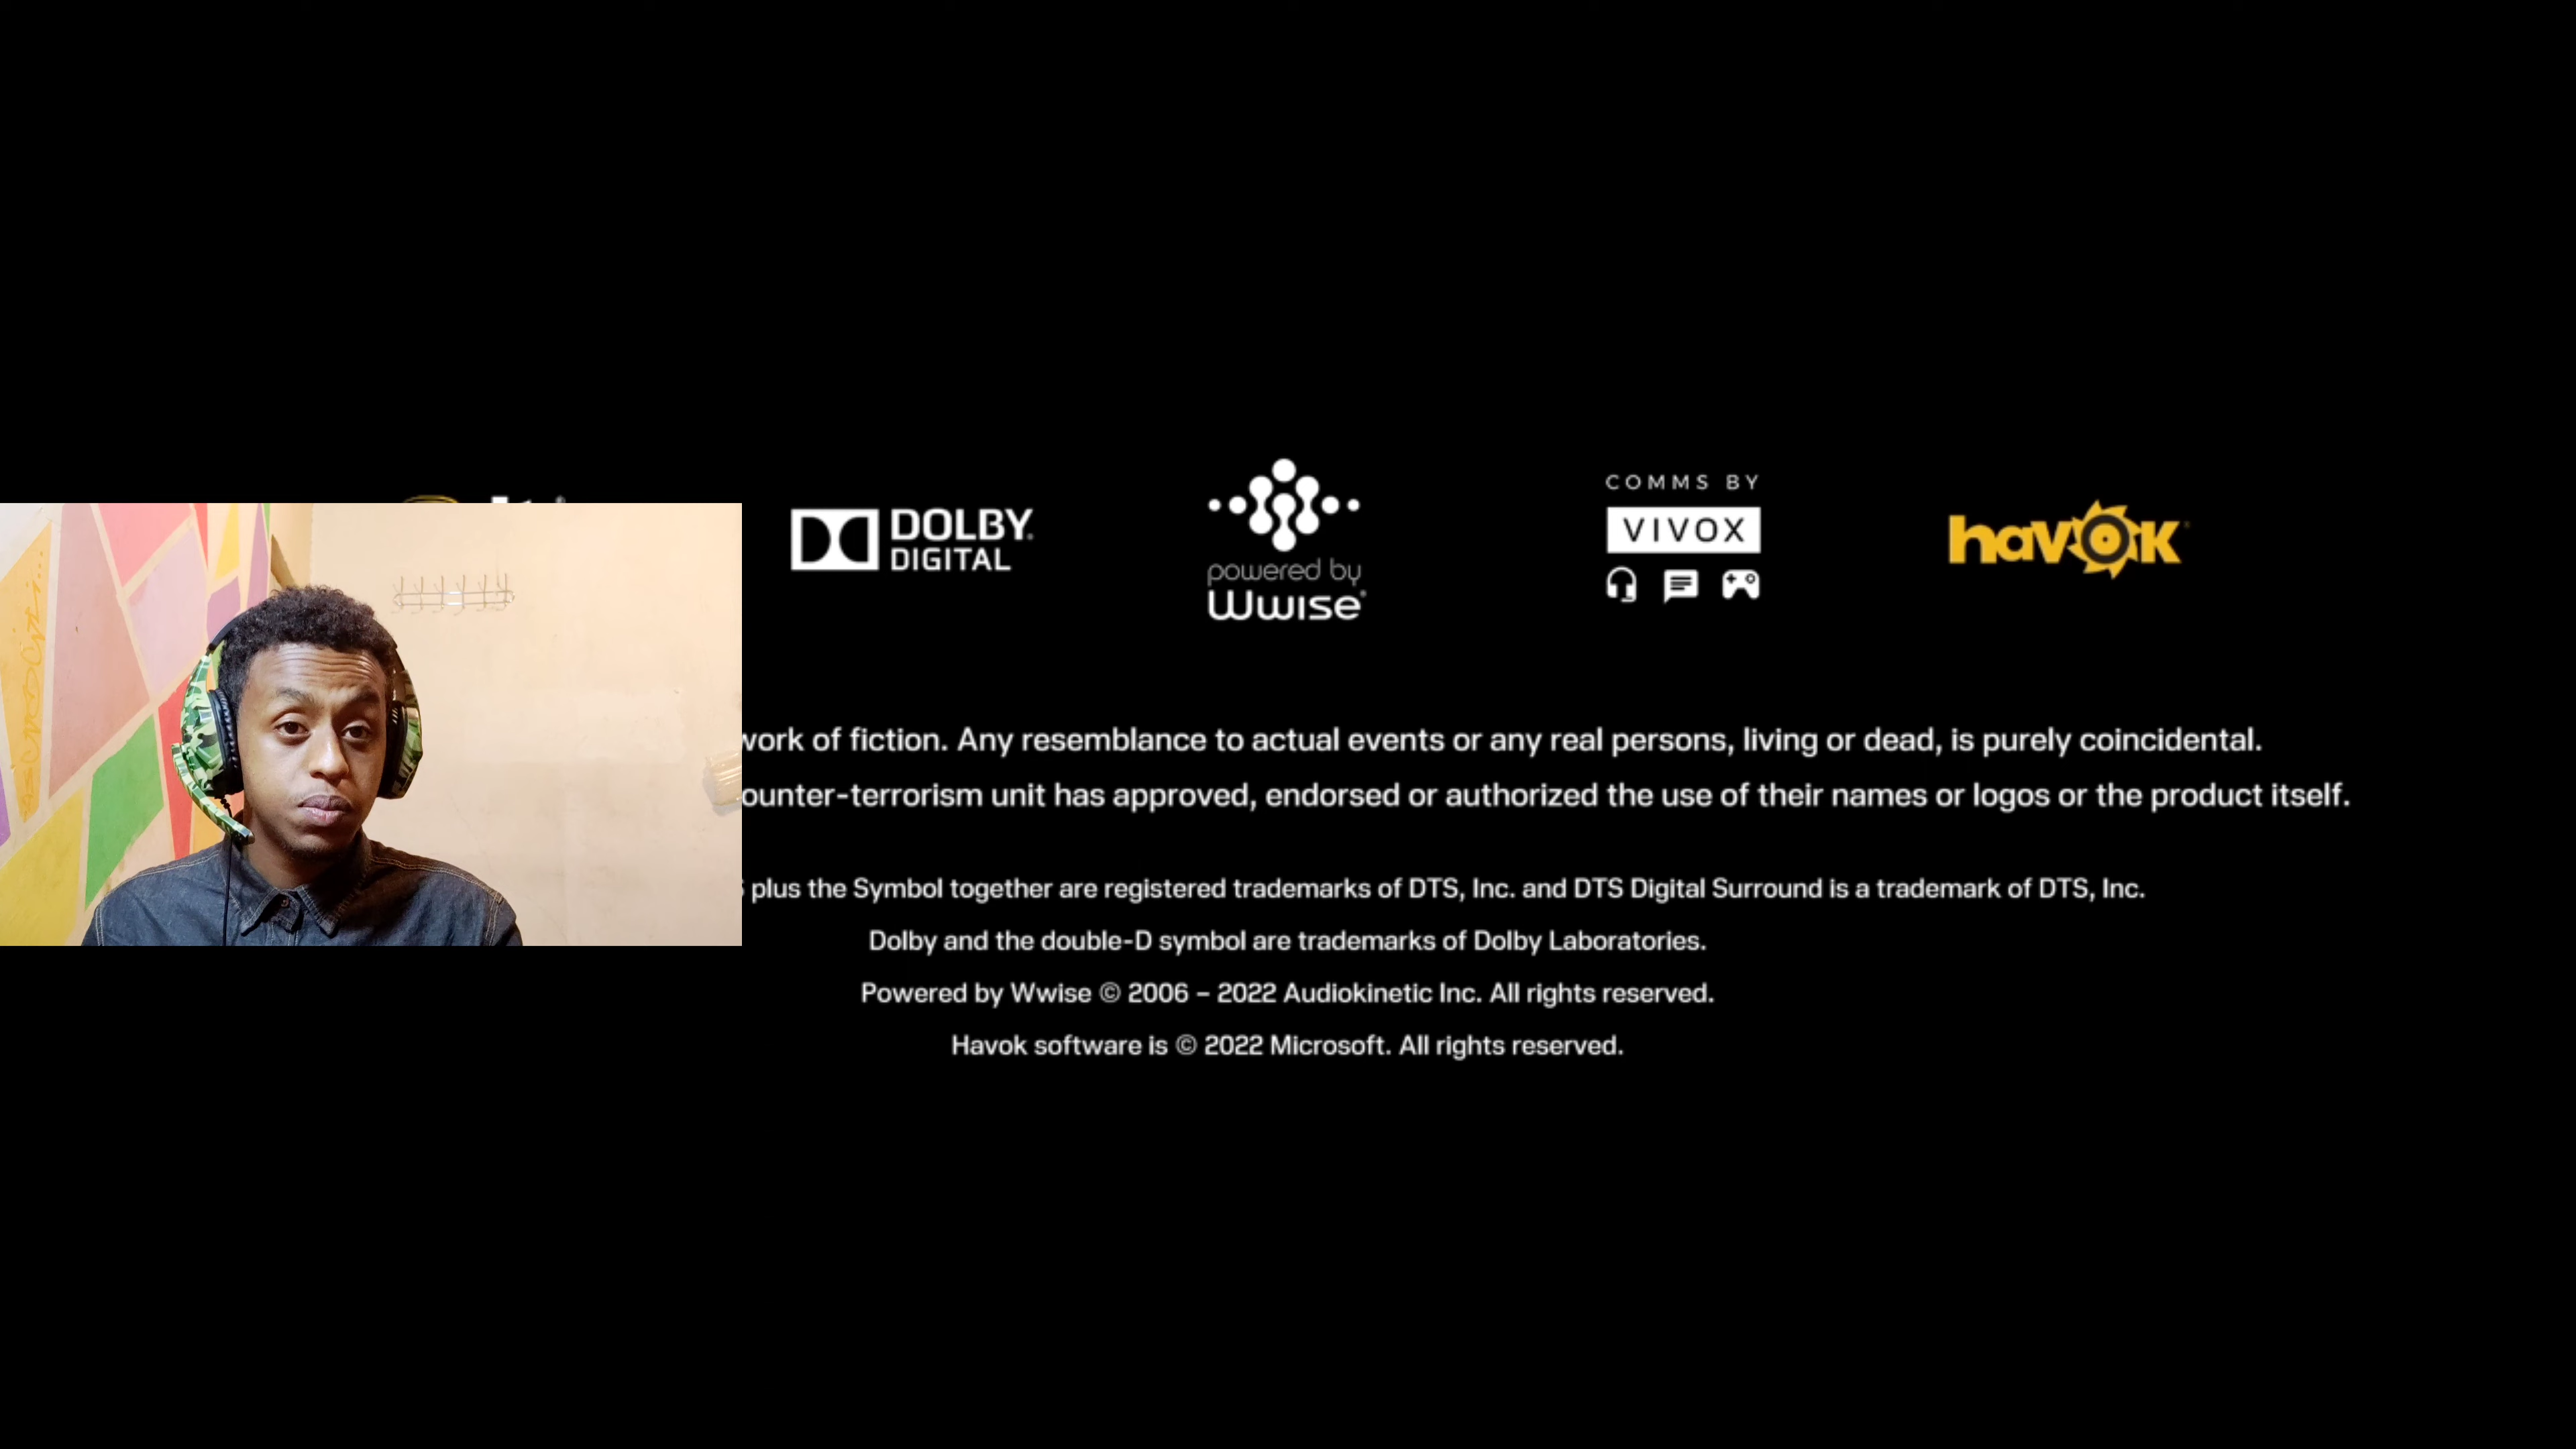 DOLBY
DIGITAL
powered by
Wwise
COMMS BY
VIVOX
havok
work of fiction. Any resemblance to actual events or any real persons, living or dead, is purely coincidental.
ounter-terrorism unit has approved, endorsed or authorized the use of their names or logos or the product itself.
plus the Symbol together are registered trademarks of DTS, Inc. and DTS Digital Surround is a trademark of DTS, Inc.
Dolby and the double-D symbol are trademarks of Dolby Laboratories.
Powered by Wwise © 2006 – 2022 Audiokinetic Inc. All rights reserved.
Havok software is © 2022 Microsoft. All rights reserved.